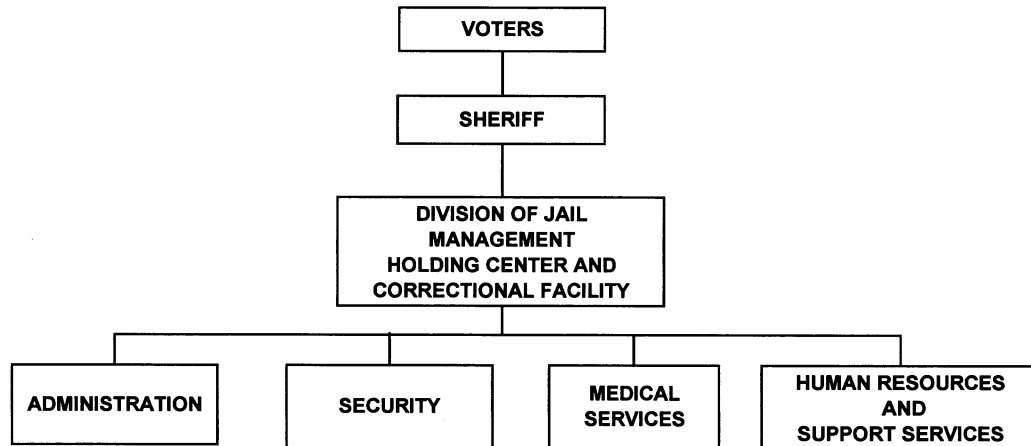 VOTERS
SHERIFF
DIVISION OF JAIL
MANAGEMENT
HOLDING CENTER AND
CORRECTIONAL FACILITY
ADMINISTRATION
SECURITY
MEDICAL
SERVICES
HUMAN RESOURCES
AND
SUPPORT SERVICES